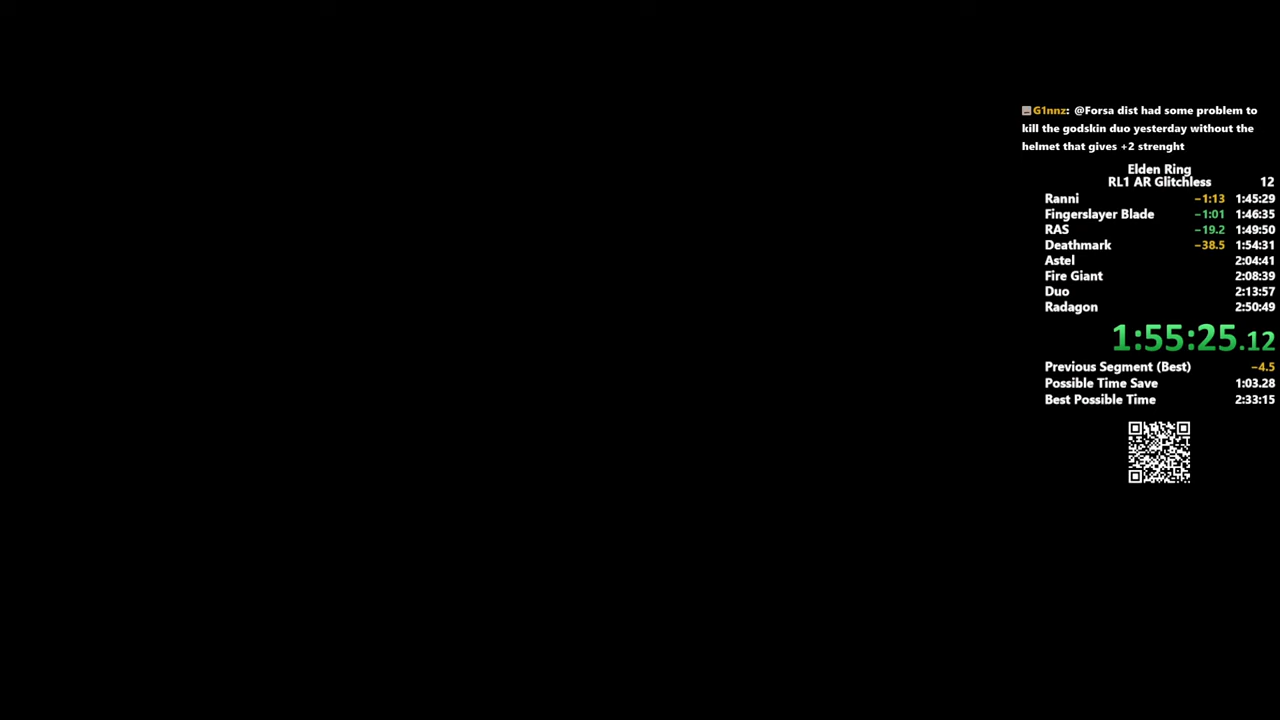 G1nnz: @Forsa dist had some problem to
kill the godskin duo yesterday without the
helmet that gives +2 strenght
Elden Ring
RL1 AR Glitchless 12
Ranni -1:13 1:45:29
Fingerslayer Blade -1:01 1:46:35
RAS -19.2 1:49:50
Deathmark -38.5 1:54:31
Astel 2:04:41
Fire Giant 2:08:39
Duo 2:13:57
Radagon 2:50:49
1:55:25.12
Previous Segment (Best) -4.5
Possible Time Save 1:03.28
Best Possible Time 2:33:15